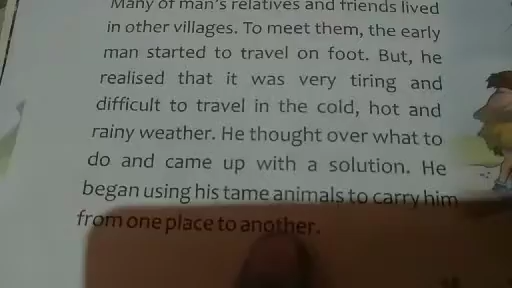 Many of man's relatives and friends lived
in other villages. To meet them, the early
man started to travel on foot. But, he
realised that it was very tiring and
difficult to travel in the cold, hot and
rainy weather. He thought over what to
do and came up with a solution. He
began using his tame animals to carry him
from one place to another.